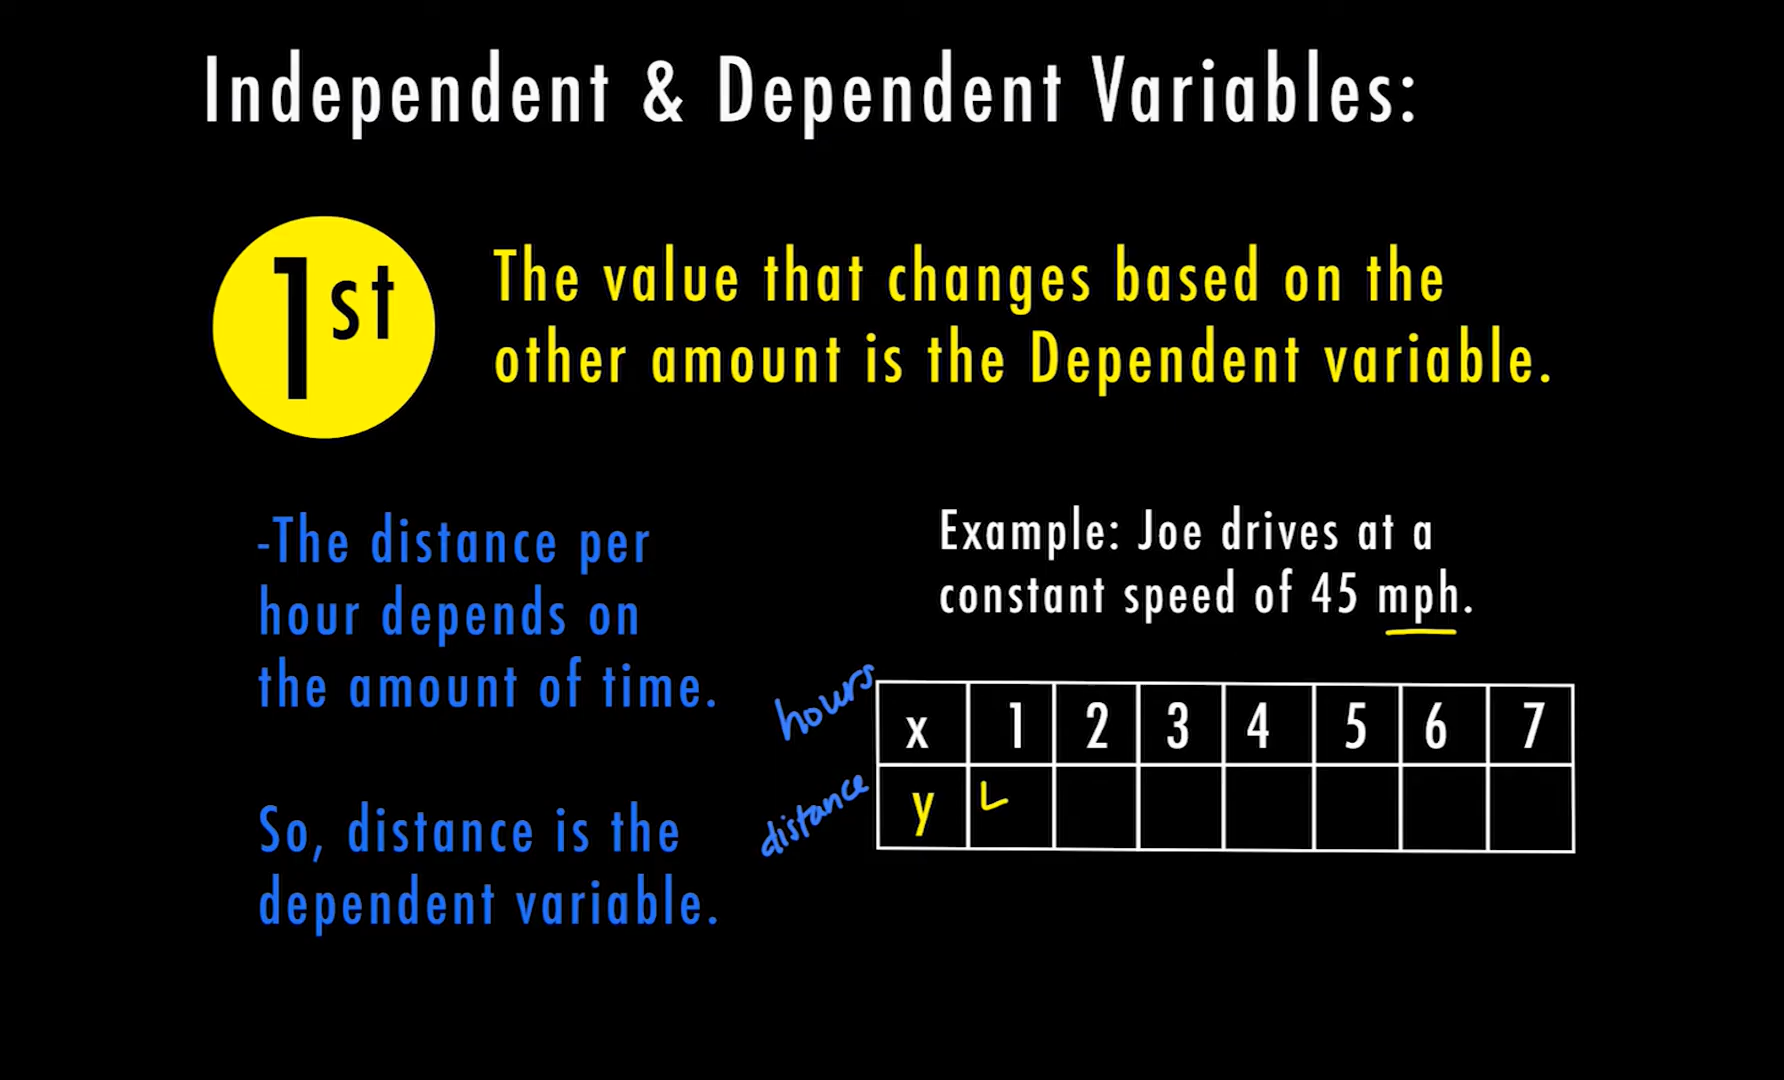 Independent & Dependent Variables:
1st
The value that changes based on the
other amount is the Dependent variable.
-The distance per
hour depends on
the amount of time.
So, distance is the
dependent variable.
Example: Joe drives at a
constant speed of 45 mph.
hours x 1 2 3 4 5 6 7
distance y